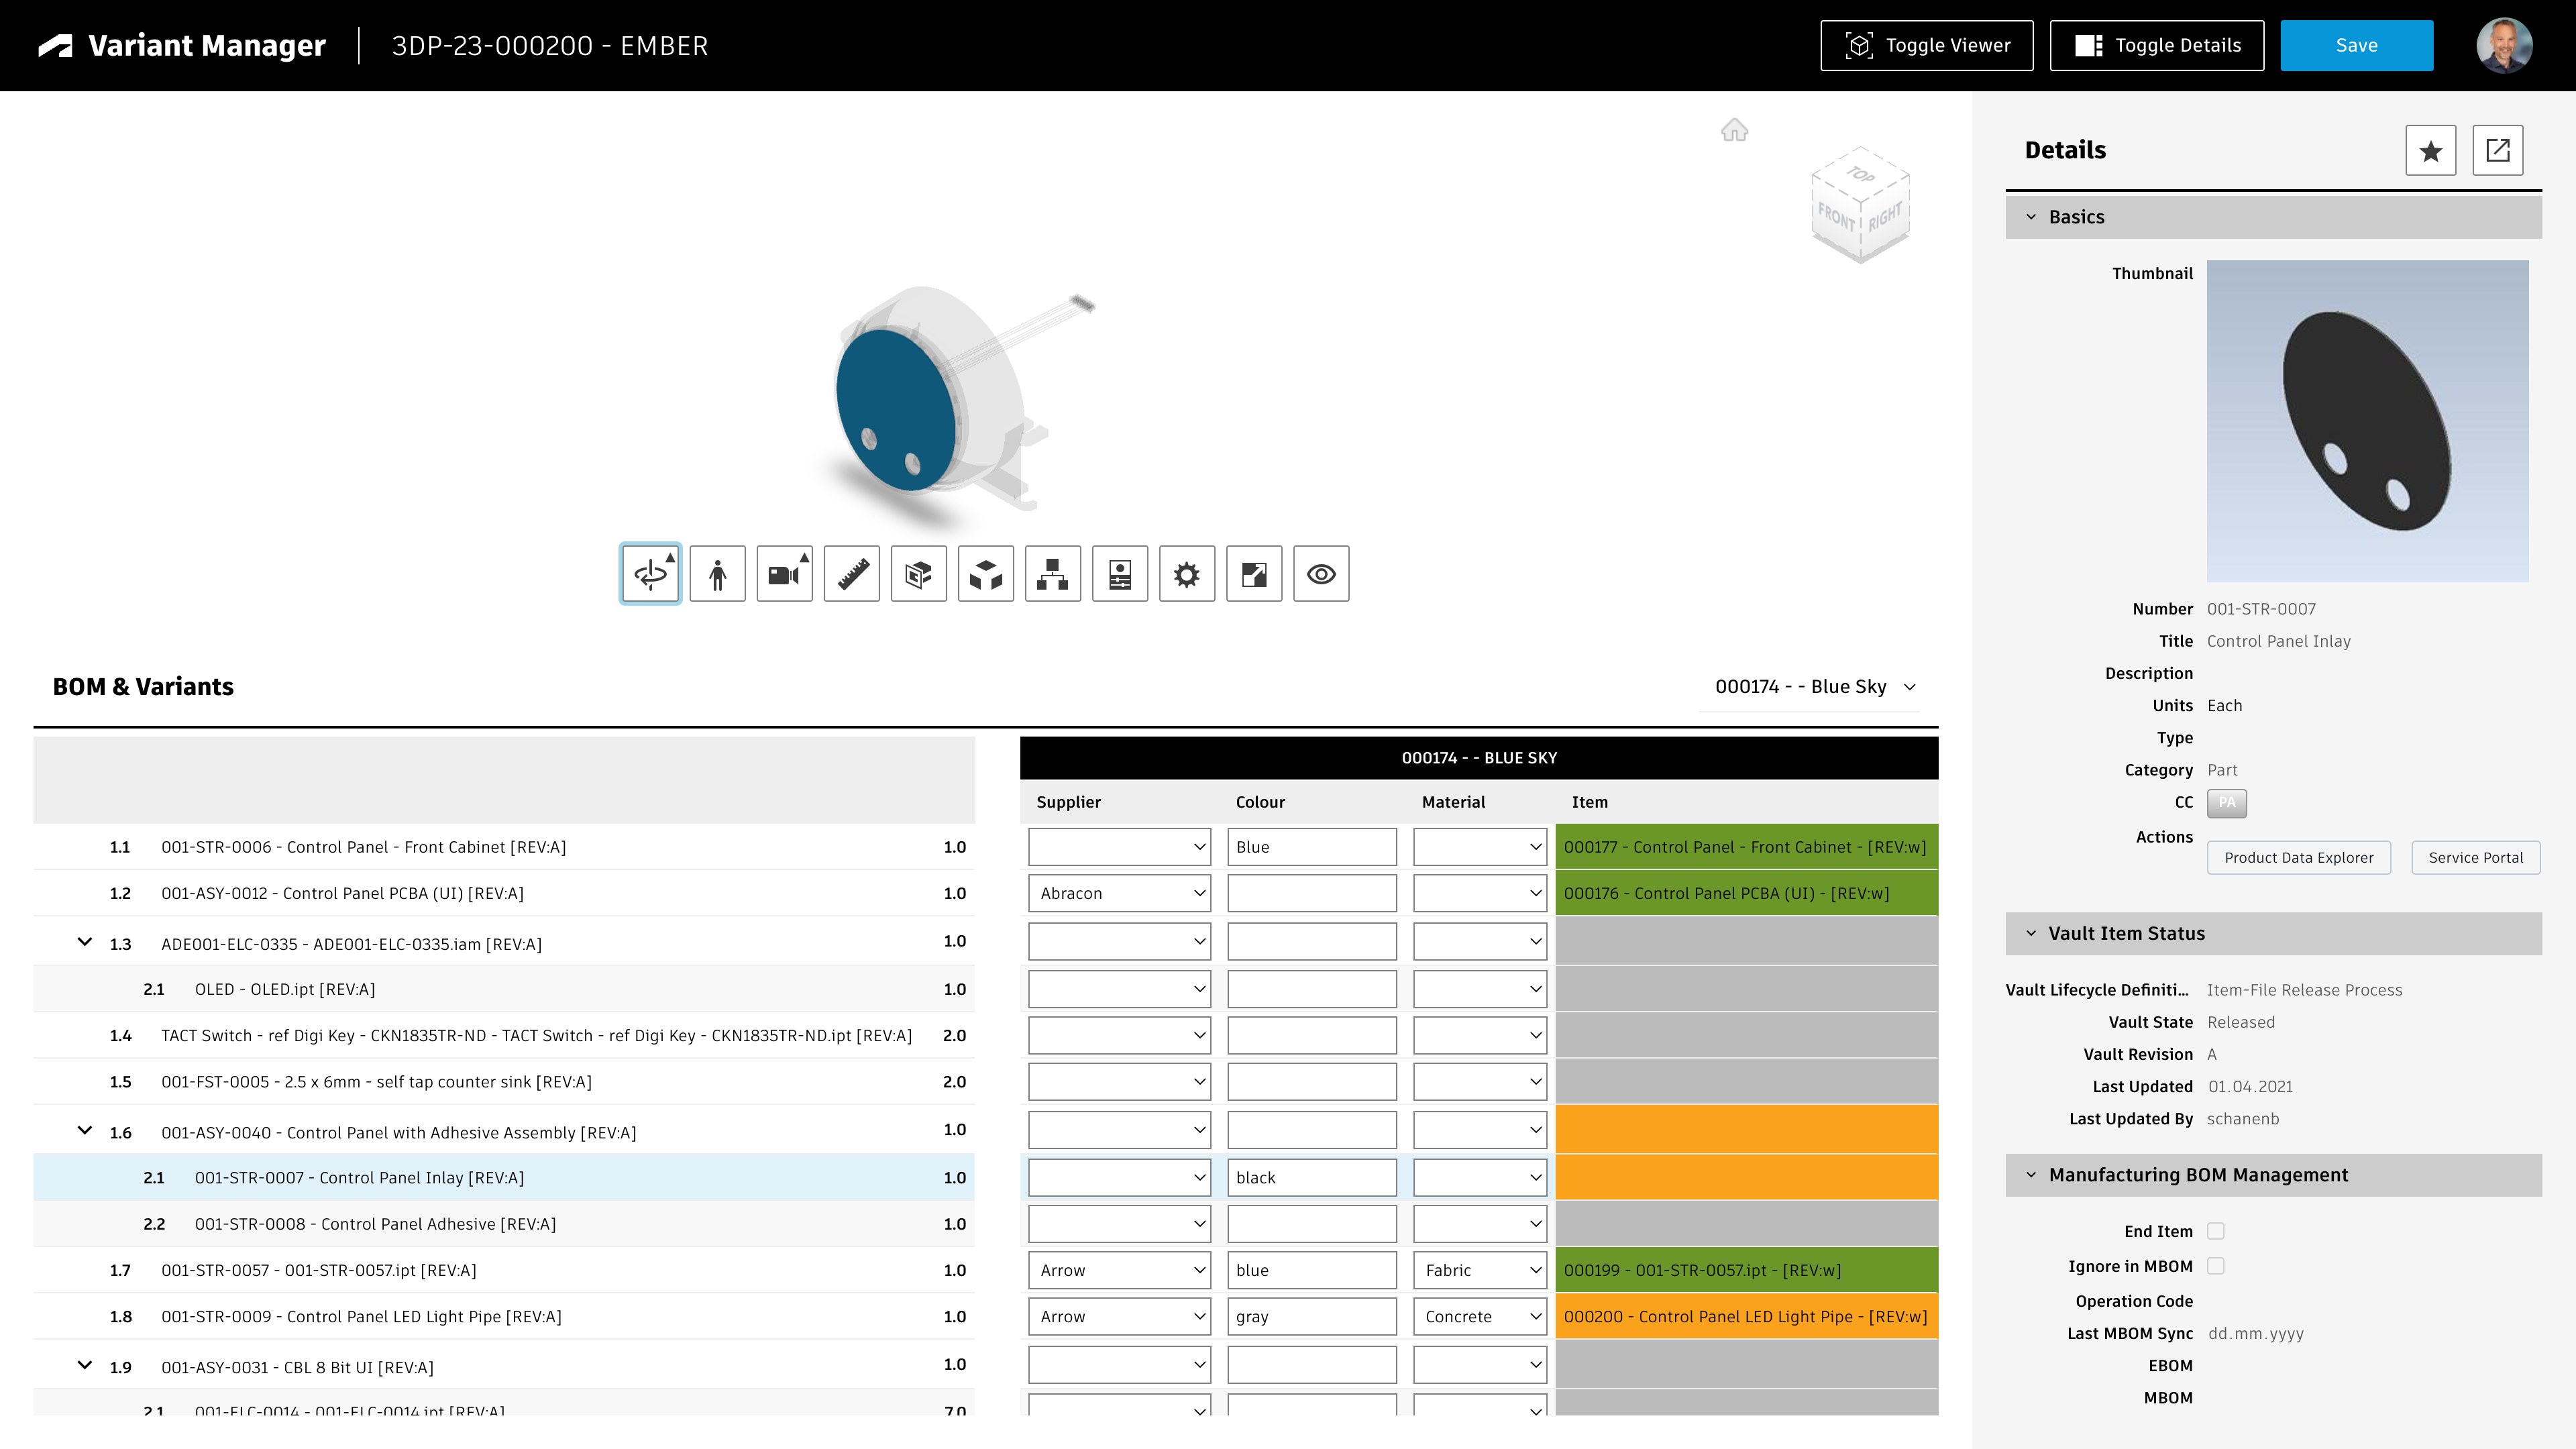 Variant Manager
3DP-23-000200 - EMBER
Toggle Viewer
Toggle Details
Save
TOP
FRONT
RIGHT
BOM & Variants
000174 - - Blue Sky
000174 - - BLUE SKY
Supplier Colour Material Item
1.1 001-STR-0006 - Control Panel - Front Cabinet [REV:A] 1.0 Blue 000177 - Control Panel - Front Cabinet - [REV:w]
1.2 001-ASY-0012 - Control Panel PCBA (UI) [REV:A] 1.0 Abracon 000176 - Control Panel PCBA (UI) - [REV:w]
1.3 ADE001-ELC-0335 - ADE001-ELC-0335.iam [REV:A] 1.0
2.1 OLED - OLED.ipt [REV:A] 1.0
1.4 TACT Switch - ref Digi Key - CKN1835TR-ND - TACT Switch - ref Digi Key - CKN1835TR-ND.ipt [REV:A] 2.0
1.5 001-FST-0005 - 2.5 x 6mm - self tap counter sink [REV:A] 2.0
1.6 001-ASY-0040 - Control Panel with Adhesive Assembly [REV:A] 1.0
2.1 001-STR-0007 - Control Panel Inlay [REV:A] 1.0 black
2.2 001-STR-0008 - Control Panel Adhesive [REV:A] 1.0
1.7 001-STR-0057 - 001-STR-0057.ipt [REV:A] 1.0 Arrow blue Fabric 000199 - 001-STR-0057.ipt - [REV:w]
1.8 001-STR-0009 - Control Panel LED Light Pipe [REV:A] 1.0 Arrow gray Concrete 000200 - Control Panel LED Light Pipe - [REV:w]
1.9 001-ASY-0031 - CBL 8 Bit UI [REV:A] 1.0
2.1 001-ELC-0014 - 001-ELC-0014.ipt [REV:A] 7.0
Details
Basics
Thumbnail
Number 001-STR-0007
Title Control Panel Inlay
Description
Units Each
Type
Category Part
CC PA
Actions
Product Data Explorer Service Portal
Vault Item Status
Vault Lifecycle Definiti... Item-File Release Process
Vault State Released
Vault Revision A
Last Updated 01.04.2021
Last Updated By schanenb
Manufacturing BOM Management
End Item
Ignore in MBOM
Operation Code
Last MBOM Sync dd.mm.yyyy
EBOM
MBOM